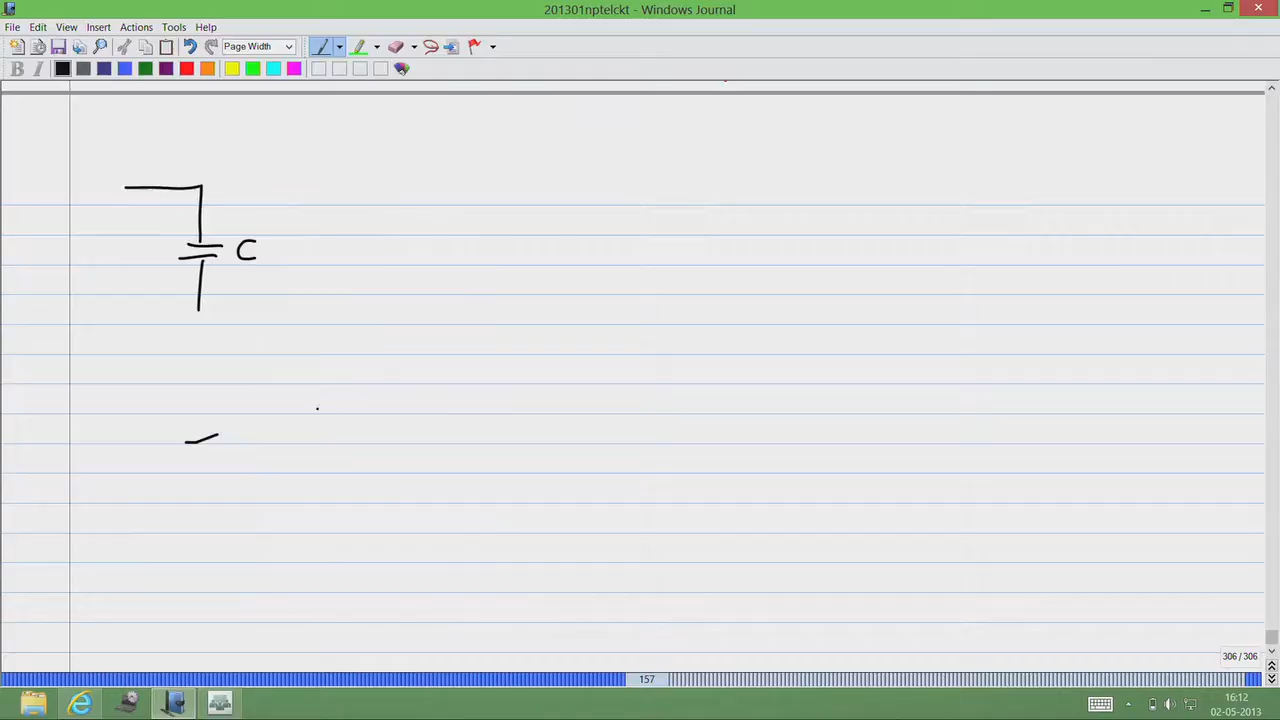 201301nptelckt - Windows Journal
File Edit View Insert Actions Tools Help
Page Width
B I
C
306 / 306
157
16:12
02-05-2013